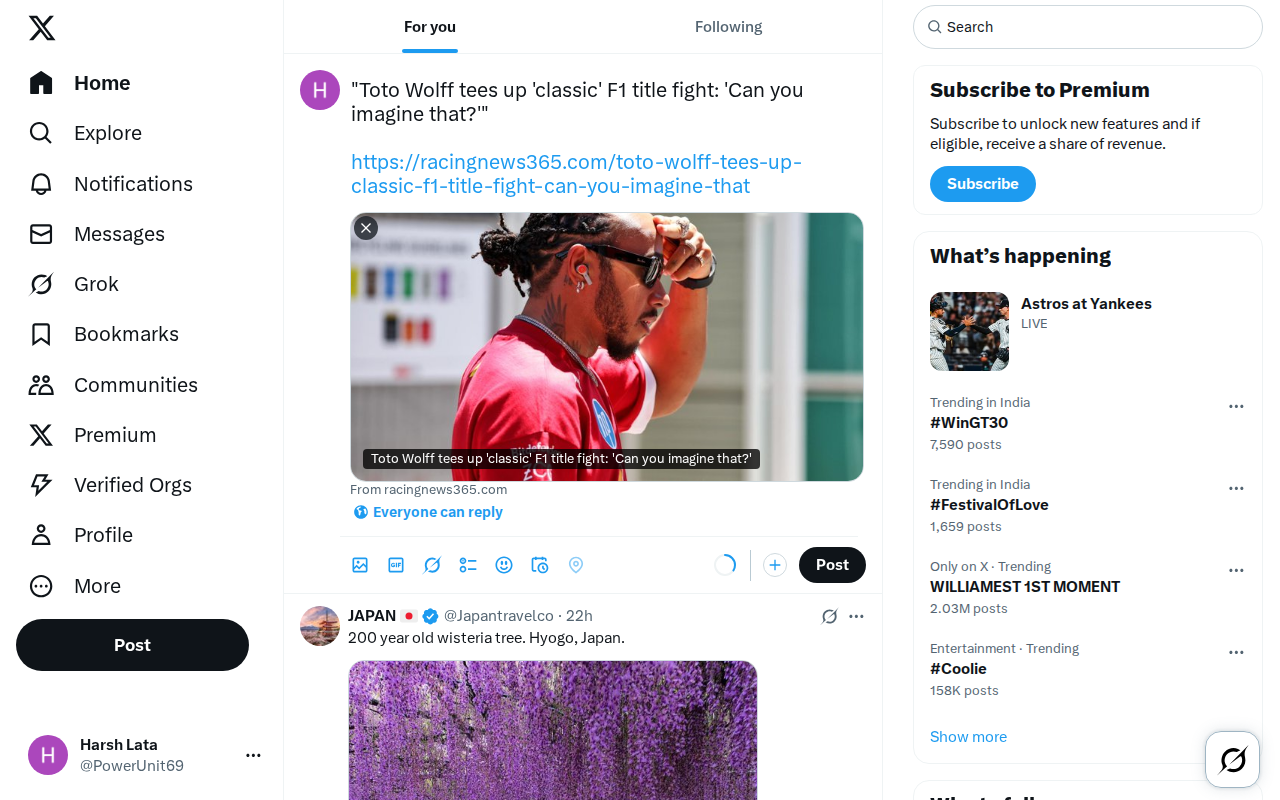 Home
Explore
Notifications
Messages
Grok
Bookmarks
Communities
Premium
Verified Orgs
Profile
More
Post
H
Harsh Lata
@PowerUnit69
For you
Following
H
"Toto Wolff tees up 'classic' F1 title fight: 'Can you
imagine that?'"
https://racingnews365.com/toto-wolff-tees-up-
classic-f1-title-fight-can-you-imagine-that
Toto Wolff tees up 'classic' F1 title fight: 'Can you imagine that?'
From racingnews365.com
Everyone can reply
GIF
Post
JAPAN 🇯🇵 @Japantravelco · 22h
200 year old wisteria tree. Hyogo, Japan.
Search
Subscribe to Premium
Subscribe to unlock new features and if
eligible, receive a share of revenue.
Subscribe
What's happening
Astros at Yankees
LIVE
Trending in India
#WinGT30
7,590 posts
Trending in India
#FestivalOfLove
1,659 posts
Only on X · Trending
WILLIAMEST 1ST MOMENT
2.03M posts
Entertainment · Trending
#Coolie
158K posts
Show more